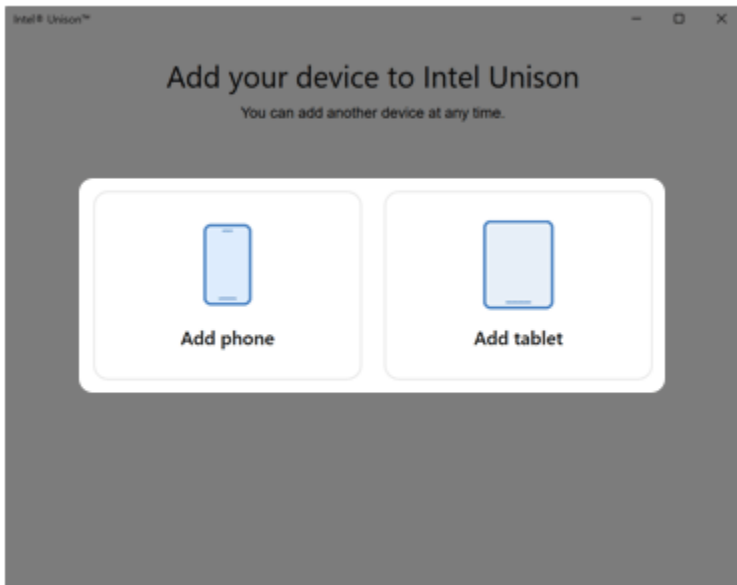 Intel® Unison™
Add your device to Intel Unison
You can add another device at any time.
Add phone
Add tablet